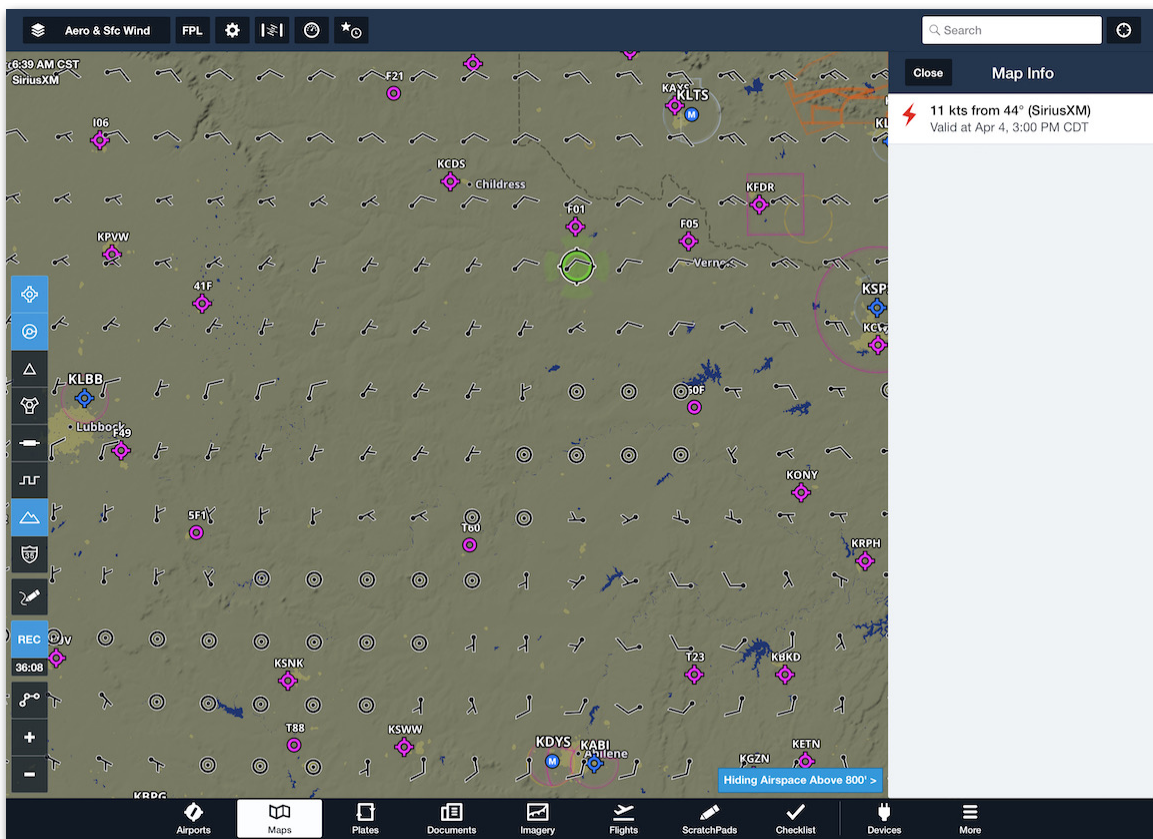 Aero & Sfc Wind
FPL
Search
6:39 AM CST
SiriusXM
Close
Map Info
11 kts from 44° (SiriusXM)
Valid at Apr 4, 3:00 PM CDT
F21
KLTS
M
I06
KCDS
Childress
KFDR
F01
F05
KPVW
41F
KLBB
Lubbock
F49
KONY
5F1
T60
KRPH
36
REC
36:08
KSNK
T23
KBKD
T88
KSWW
KDYS
KABI
Abilene
M
KGZN
KETN
Hiding Airspace Above 800' >
KBPG
Airports
Maps
Plates
Documents
Imagery
Flights
ScratchPads
Checklist
Devices
More